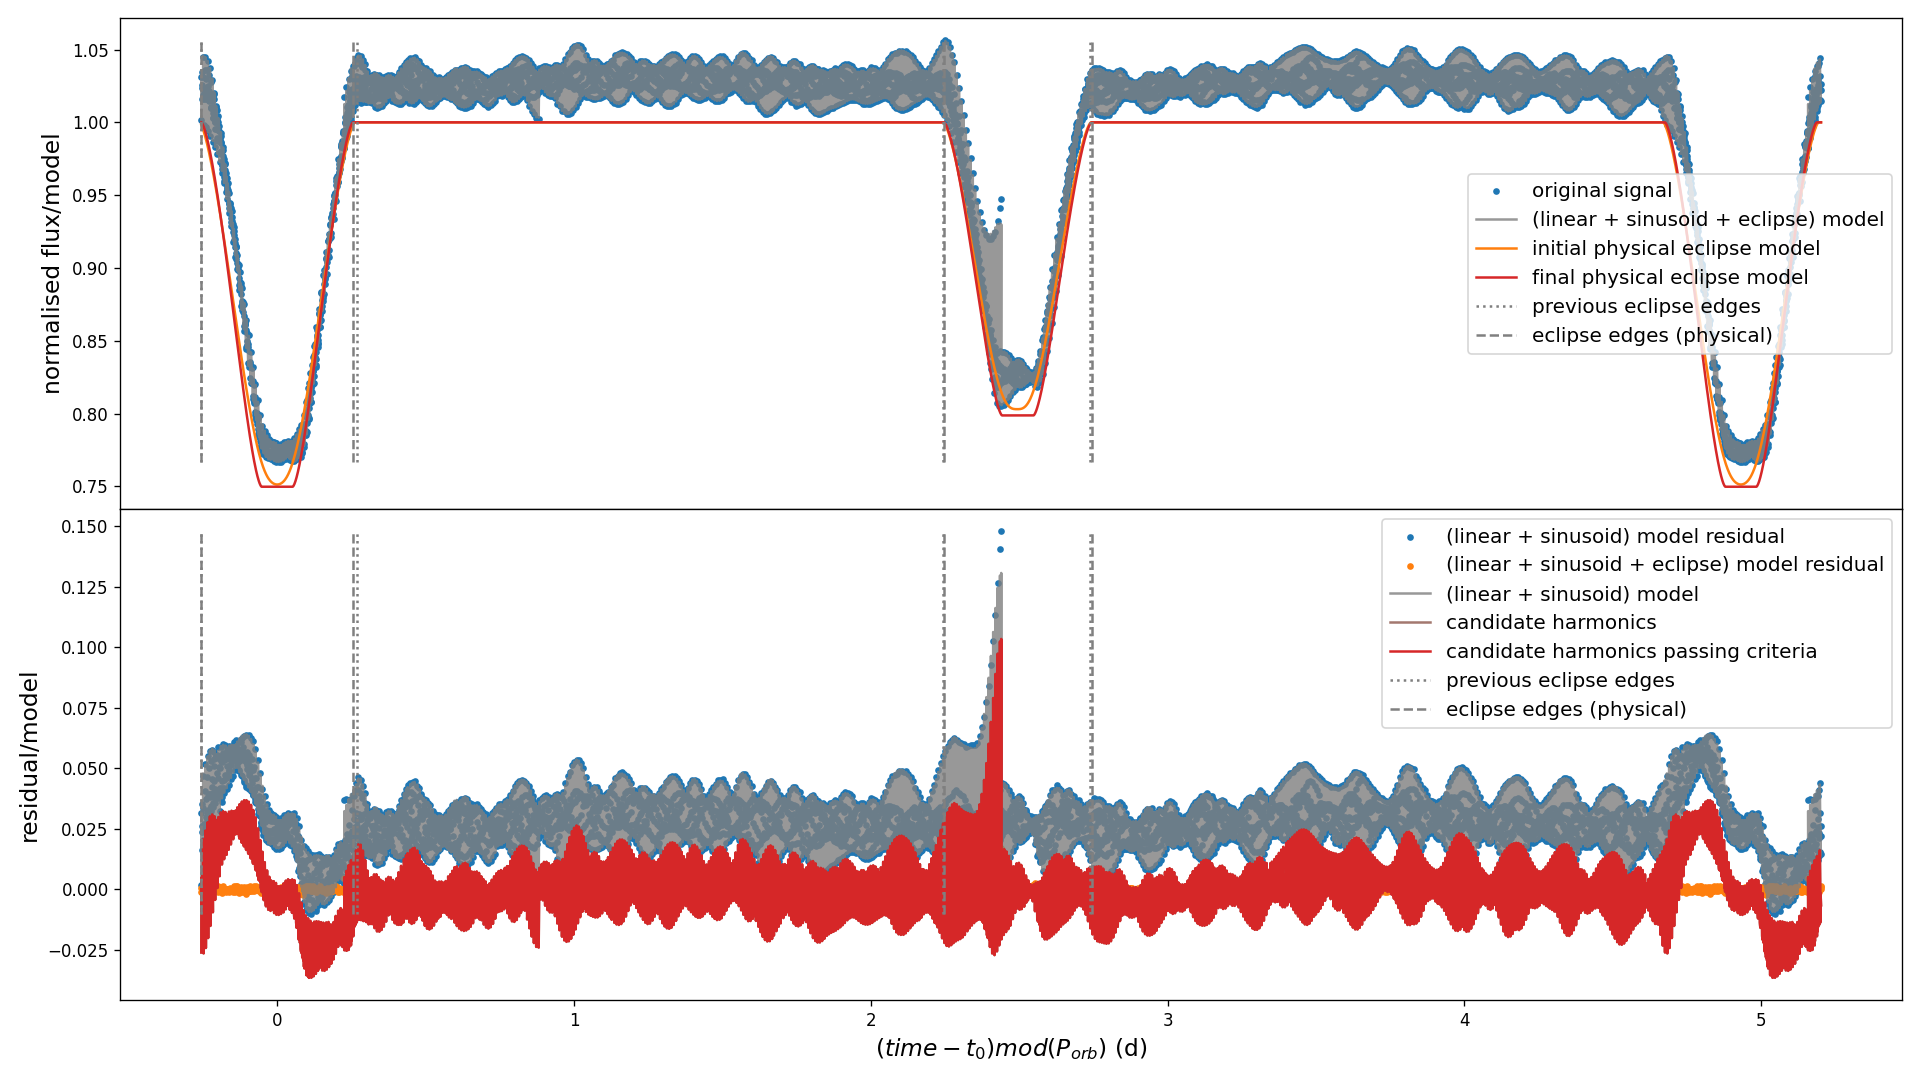 normalised flux/model
1.05
1.00
0.95
0.90
0.85
0.80
0.75
original signal
(linear + sinusoid + eclipse) model
initial physical eclipse model
final physical eclipse model
previous eclipse edges
eclipse edges (physical)
residual/model
0.150
0.125
0.100
0.075
0.050
0.025
0.000
−0.025
(linear + sinusoid) model residual
(linear + sinusoid + eclipse) model residual
(linear + sinusoid) model
candidate harmonics
candidate harmonics passing criteria
previous eclipse edges
eclipse edges (physical)
0 1 2 3 4 5
(time − t₀)mod(P_orb) (d)